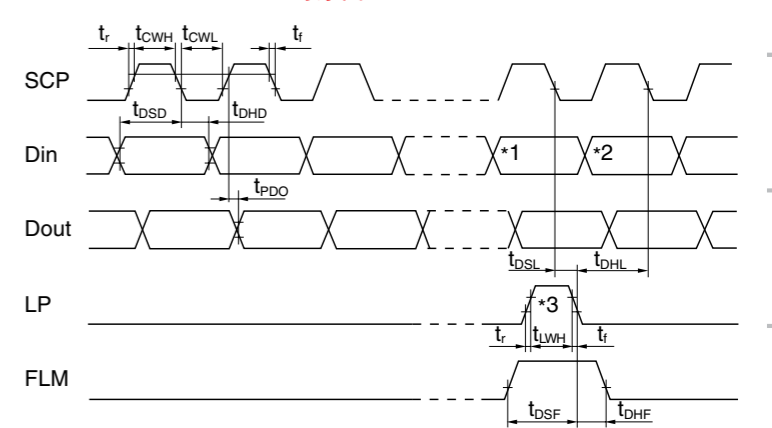 tr tCWH tCWL tf
SCP
tDSD tDHD
Din *1 *2
tPDO
Dout
tDSL tDHL
LP *3
tr tLWH tf
FLM
tDSF tDHF